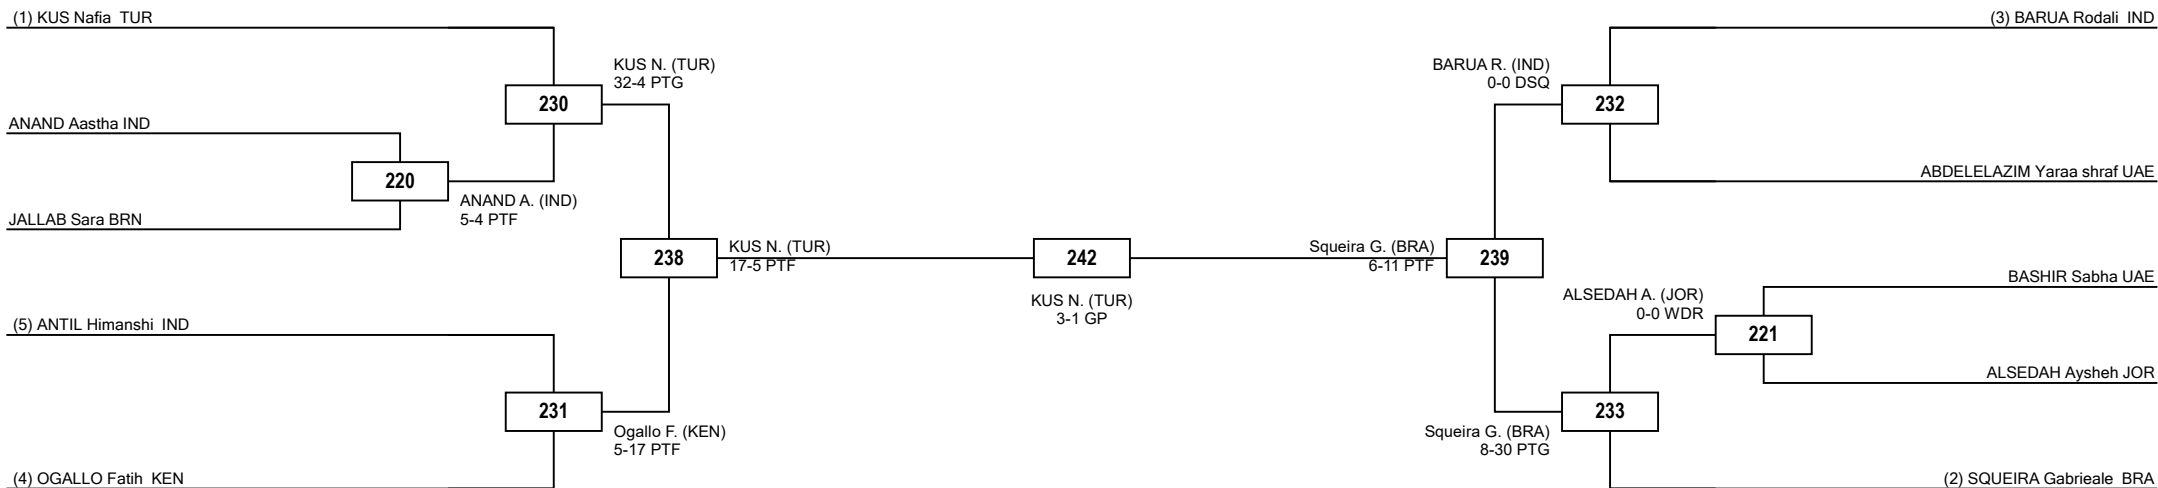 (1) KUS Nafia  TUR
KUS N. (TUR)
32-4 PTG
230
ANAND Aastha IND
220
ANAND A. (IND)
5-4 PTF
JALLAB Sara BRN
238
KUS N. (TUR)
17-5 PTF
(5) ANTIL Himanshi  IND
231
Ogallo F. (KEN)
5-17 PTF
(4) OGALLO Fatih  KEN
242
KUS N. (TUR)
3-1 GP
(3) BARUA Rodali  IND
BARUA R. (IND)
0-0 DSQ
232
ABDELELAZIM Yaraa shraf UAE
Squeira G. (BRA)
6-11 PTF
239
BASHIR Sabha UAE
ALSEDAH A. (JOR)
0-0 WDR
221
ALSEDAH Aysheh JOR
233
Squeira G. (BRA)
8-30 PTG
(2) SQUEIRA Gabrieale  BRA